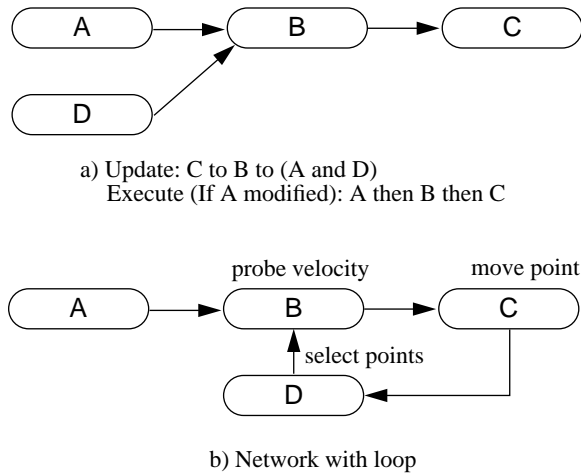 A
B
C
D
a) Update: C to B to (A and D)
Execute (If A modified): A then B then C
probe velocity
move point
A
B
C
select points
D
b) Network with loop